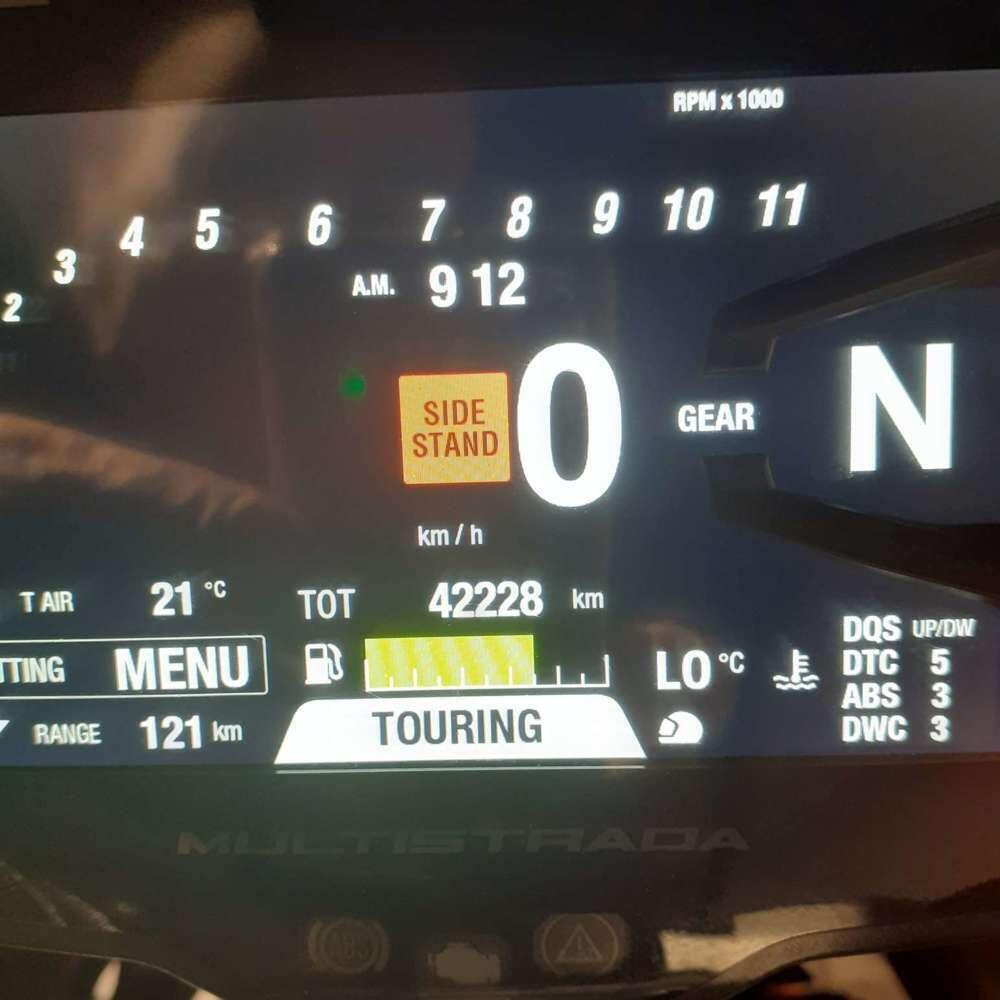 RPM x 1000
2 3 4 5 6 7 8 9 10 11
A.M. 9 12
SIDE
STAND
0
GEAR
N
km / h
T AIR 21 °C
TOT 42228 km
TTING MENU
LO °C
RANGE 121 km
TOURING
DQS UP/DW
DTC 5
ABS 3
DWC 3
MULTISTRADA
ABS